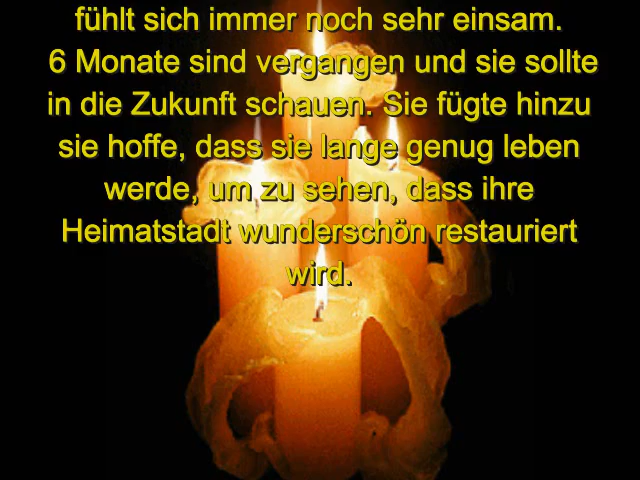 fühlt sich immer noch sehr einsam.
6 Monate sind vergangen und sie sollte
in die Zukunft schauen. Sie fügte hinzu
sie hoffe, dass sie lange genug leben
werde, um zu sehen, dass ihre
Heimatstadt wunderschön restauriert
wird.